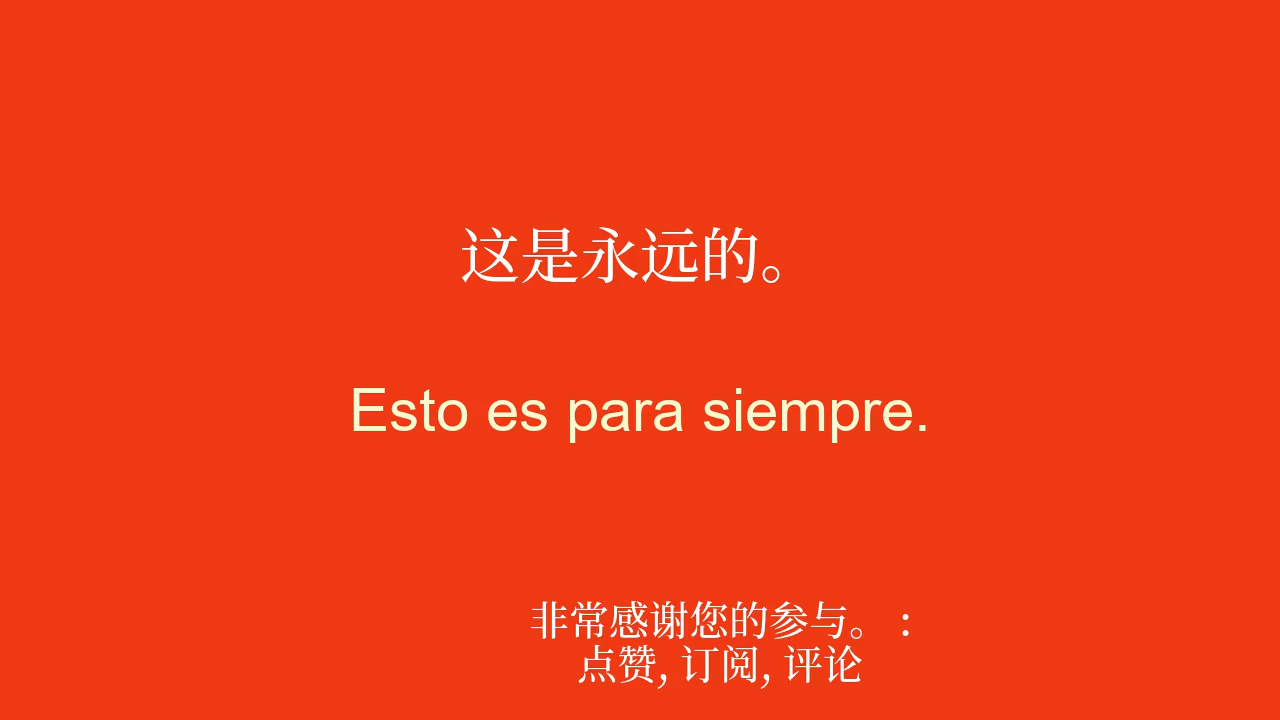 这是永远的。
Esto es para siempre.
非常感谢您的参与。 :
点赞, 订阅, 评论